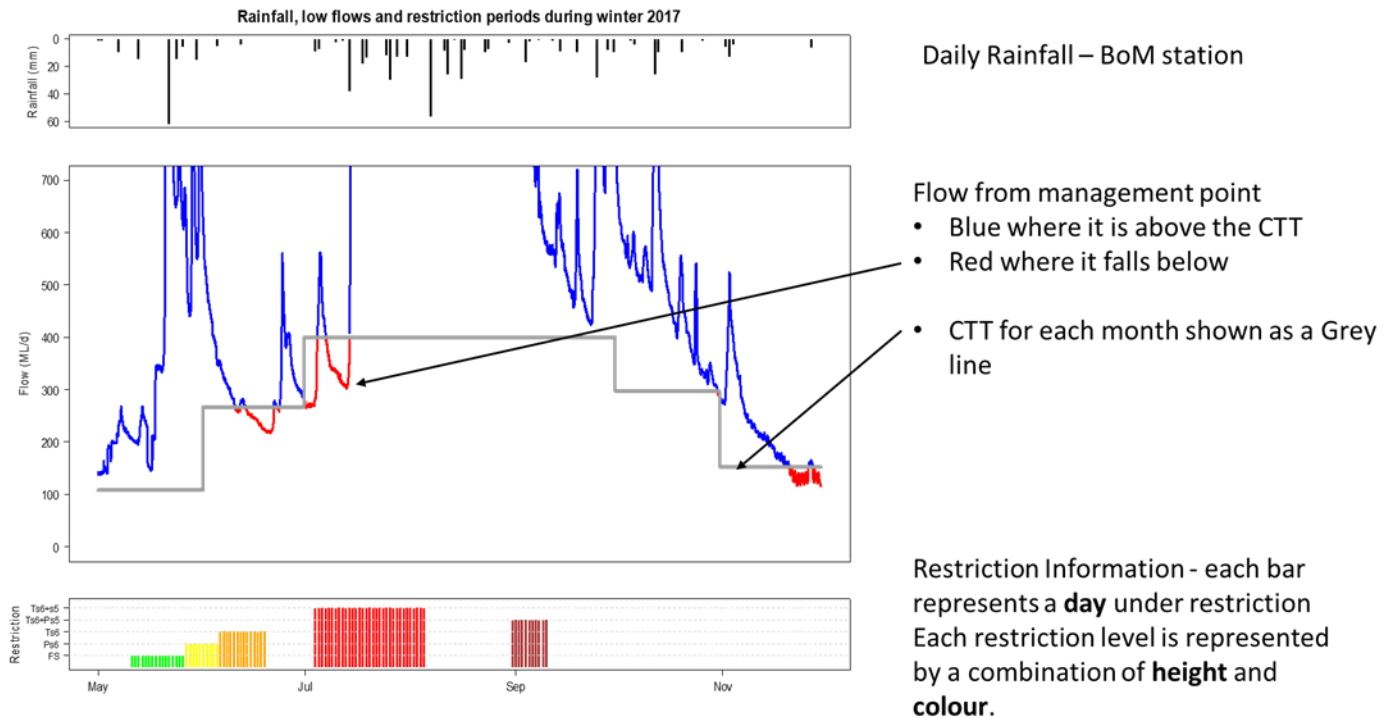 Rainfall, low flows and restriction periods during winter 2017
Rainfall (mm)
0
20
40
60
Daily Rainfall – BoM station
Flow (ML/d)
700
600
500
400
300
200
100
0
Flow from management point
• Blue where it is above the CTT
• Red where it falls below
• CTT for each month shown as a Grey
line
Restriction
Ts6+s5
Ts6+Ps5
Ts6
Ps6
FS
May
Jul
Sep
Nov
Restriction Information - each bar
represents a day under restriction
Each restriction level is represented
by a combination of height and
colour.